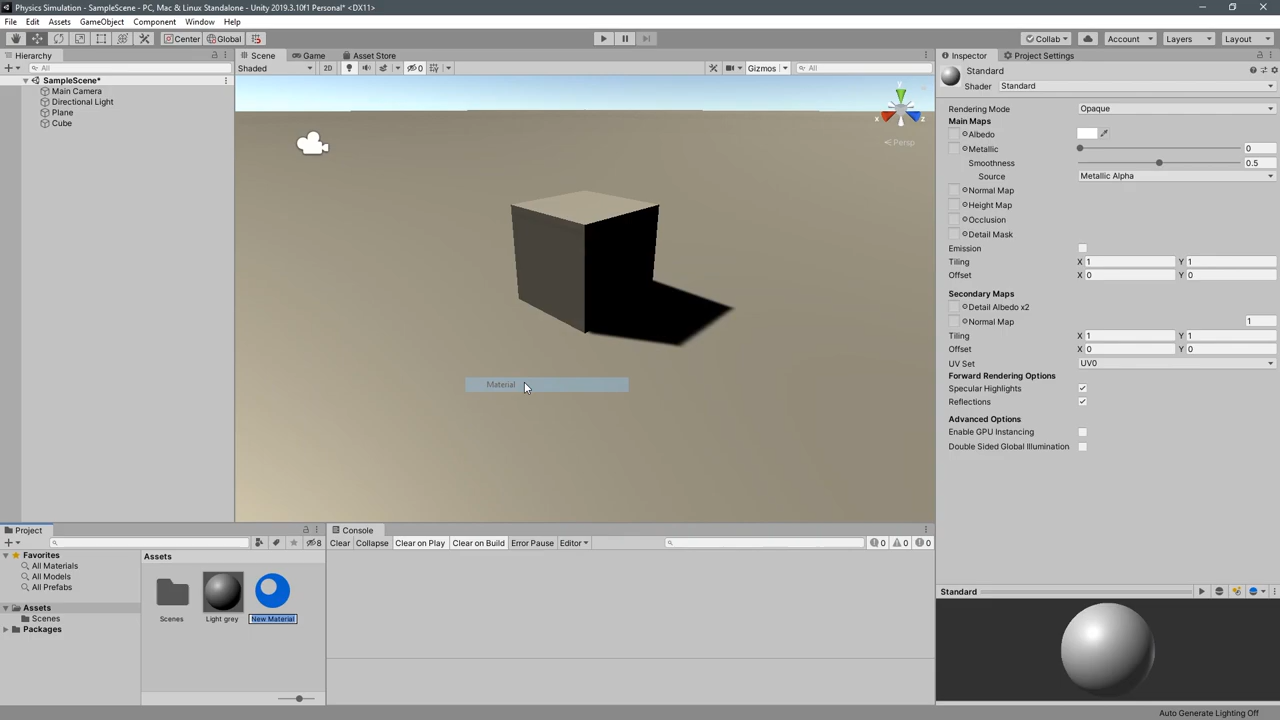 Physics Simulation - SampleScene - PC, Mac & Linux Standalone - Unity 2019.3.10f1 Personal* <DX11>
File Edit Assets GameObject Component Window Help
Center Global Collab Account Layers Layout
Hierarchy Scene Game Asset Store Inspector Project Settings
All Shaded 2D 0 Gizmos All Standard
SampleScene* Shader Standard
Main Camera
Directional Light
Plane
Cube
y
x
z
Persp
Rendering Mode Opaque
Main Maps
Albedo
Metallic 0
Smoothness 0.5
Source Metallic Alpha
Normal Map
Height Map
Occlusion
Detail Mask
Emission
Tiling X 1 Y 1
Offset X 0 Y 0
Secondary Maps
Detail Albedo x2
Normal Map 1
Tiling X 1 Y 1
Offset X 0 Y 0
UV Set UV0
Forward Rendering Options
Specular Highlights
Reflections
Advanced Options
Enable GPU Instancing
Double Sided Global Illumination
Material
Project Console
8 Clear Collapse Clear on Play Clear on Build Error Pause Editor 0 0 0
Favorites
All Materials
All Models
All Prefabs
Assets
Scenes
Packages
Assets
Scenes Light grey New Material
Standard
Auto Generate Lighting Off